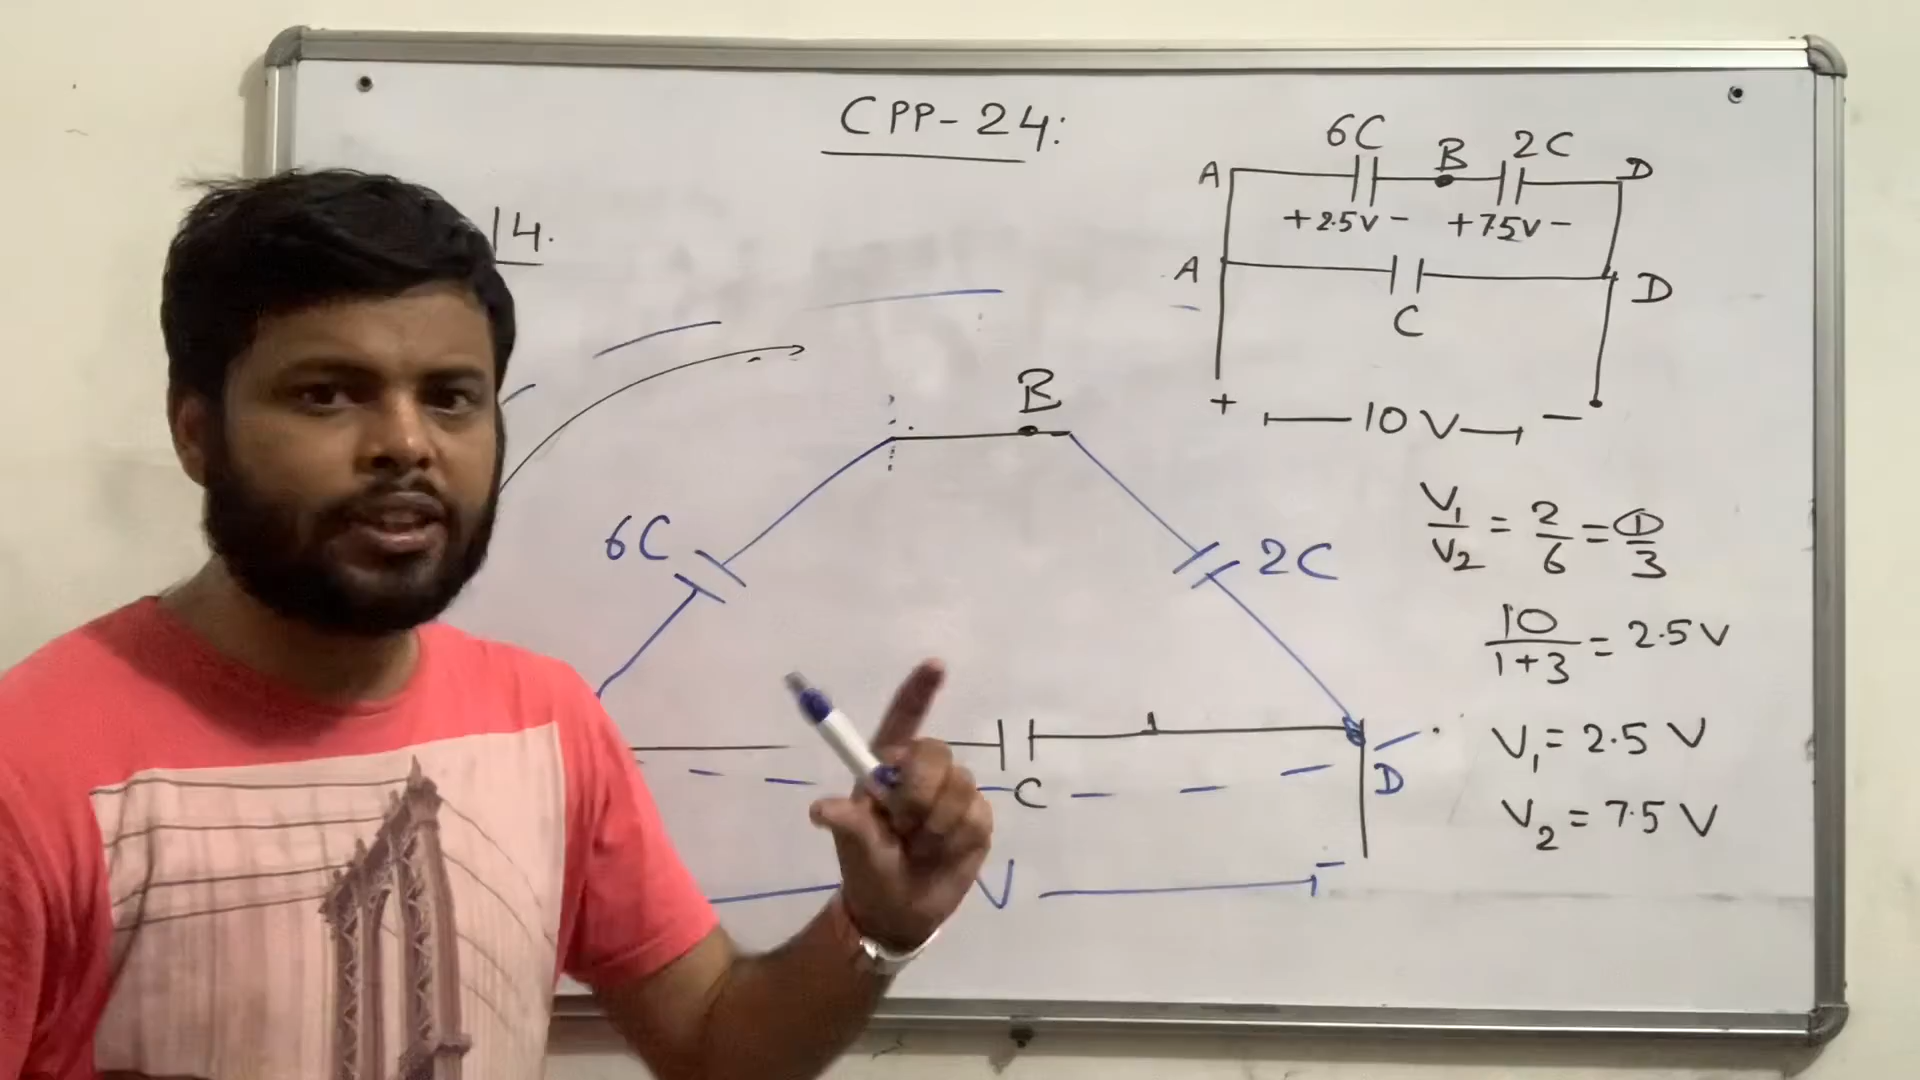 CPP-24:
14.
6C
B
2C
A
D
+2.5V-
+7.5V-
A
D
C
+
10V
-
B
6C
2C
V1/V2 = 2/6 = 1/3
10/1+3 = 2.5 V
V1 = 2.5 V
V2 = 7.5 V
C
D
-
V